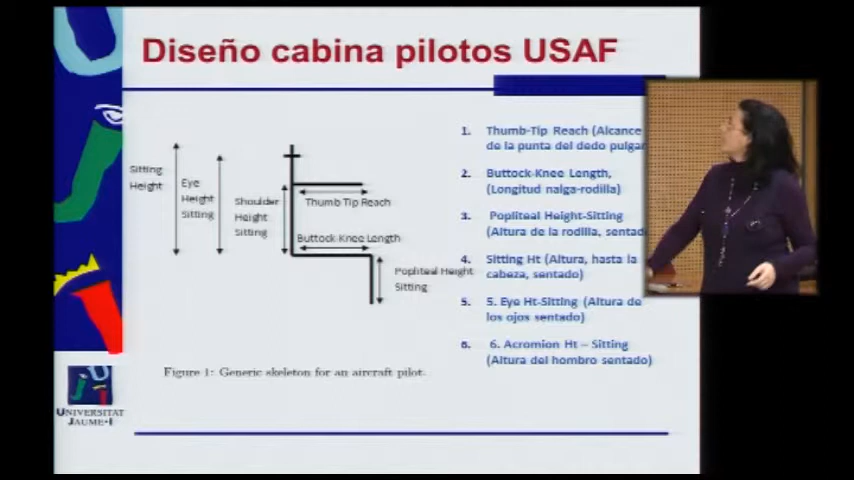 Diseño cabina pilotos USAF
Sitting
Height
Eye
Height
Sitting
Shoulder
Height
Sitting
Thumb Tip Reach
Buttock-Knee Length
Popliteal Height
Sitting
Figure 1: Generic skeleton for an aircraft pilot.
1. Thumb-Tip Reach (Alcance
de la punta del dedo pulgar
2. Buttock-Knee Length,
(Longitud nalga-rodilla)
3. Popliteal Height-Sitting
(Altura de la rodilla, sentad
4. Sitting Ht (Altura, hasta la
cabeza, sentado)
5. 5. Eye Ht-Sitting (Altura de
los ojos sentado)
6. 6. Acromion Ht – Sitting
(Altura del hombro sentado)
UNIVERSITAT
JAUME·I